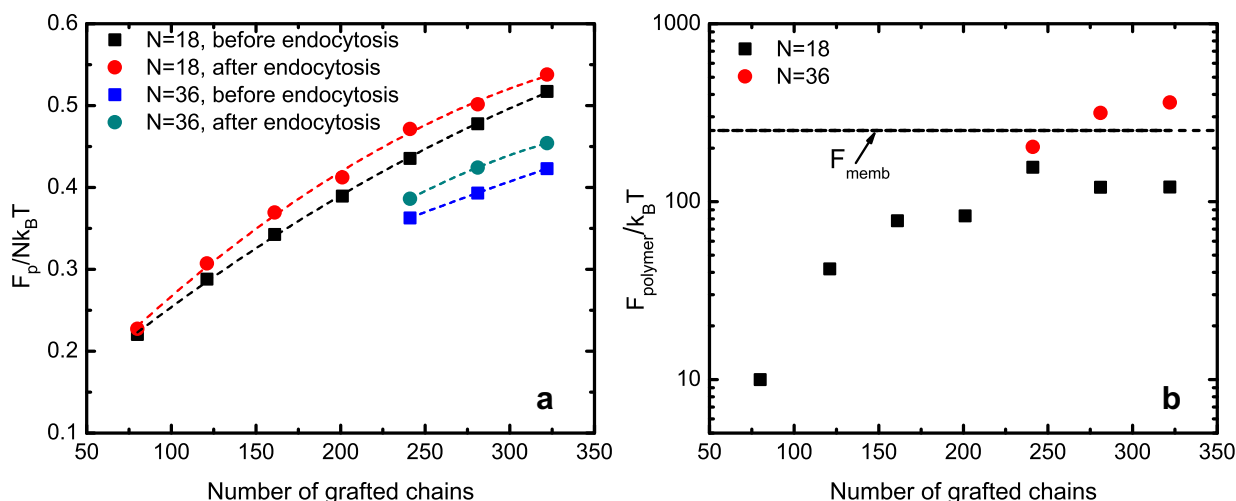 0.6
0.5
0.4
0.3
0.2
0.1
F_p/Nk_BT
N=18, before endocytosis
N=18, after endocytosis
N=36, before endocytosis
N=36, after endocytosis
a
50 100 150 200 250 300 350
Number of grafted chains
1000
100
10
F_polymer/k_BT
N=18
N=36
F_memb
b
50 100 150 200 250 300 350
Number of grafted chains